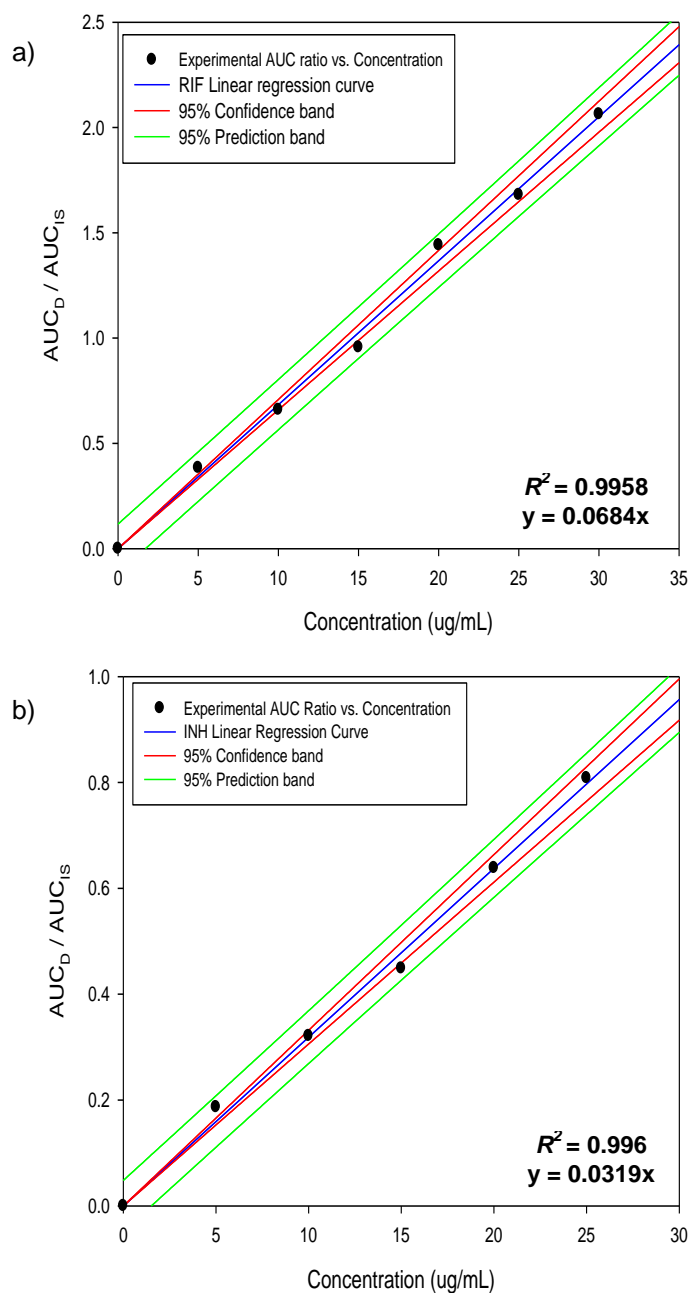 a)
2.5
2.0
1.5
1.0
0.5
0.0
AUC_D / AUC_IS
Experimental AUC ratio vs. Concentration
RIF Linear regression curve
95% Confidence band
95% Prediction band
R² = 0.9958
y = 0.0684x
0 5 10 15 20 25 30 35
Concentration (ug/mL)
b)
1.0
0.8
0.6
0.4
0.2
0.0
AUC_D / AUC_IS
Experimental AUC Ratio vs. Concentration
INH Linear Regression Curve
95% Confidence band
95% Prediction band
R² = 0.996
y = 0.0319x
0 5 10 15 20 25 30
Concentration (ug/mL)